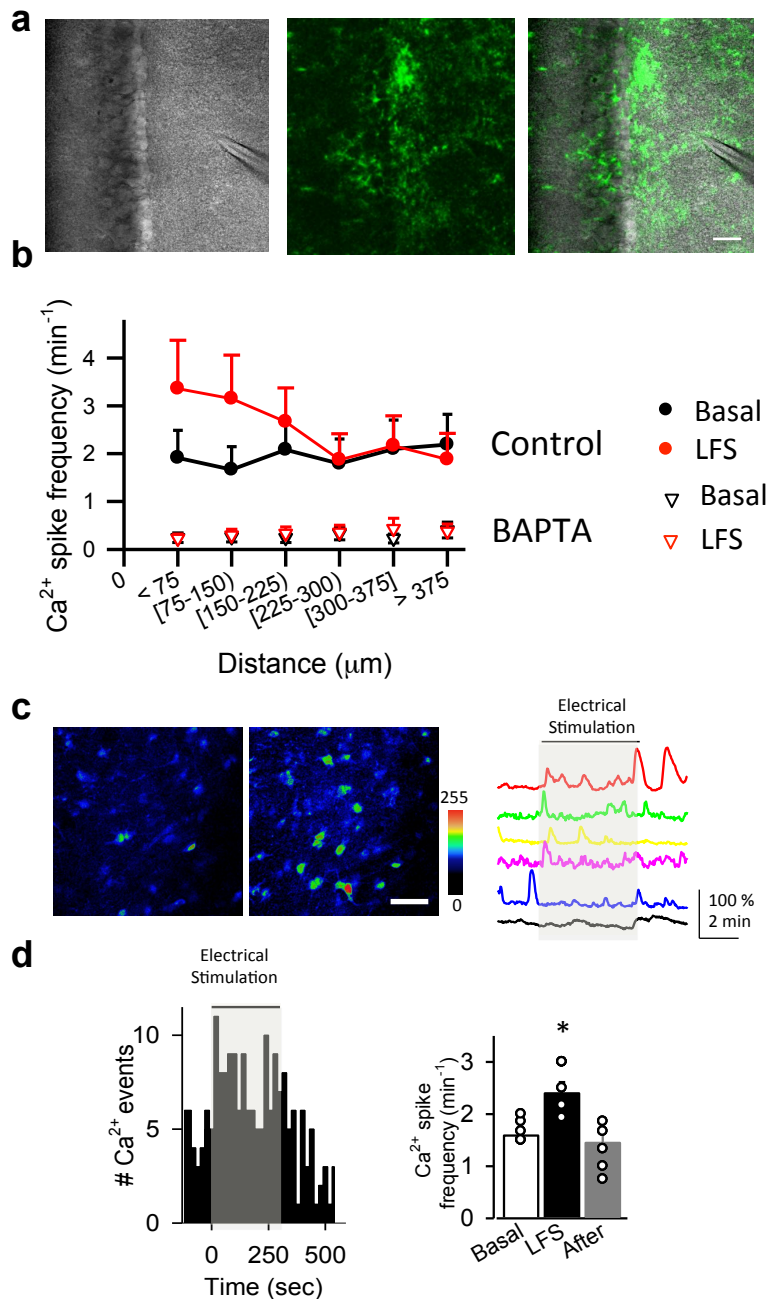 a
b
Ca2+ spike frequency (min-1)
4
3
2
1
0
0
< 75
[75-150)
[150-225)
[225-300)
[300-375]
> 375
Distance (μm)
Control
BAPTA
Basal
LFS
Basal
LFS
c
255
0
Electrical
Stimulation
100 %
2 min
d
Electrical
Stimulation
# Ca2+ events
10
5
0
0
250
500
Time (sec)
Ca2+ spike
frequency (min-1)
3
2
1
0
*
Basal
LFS
After